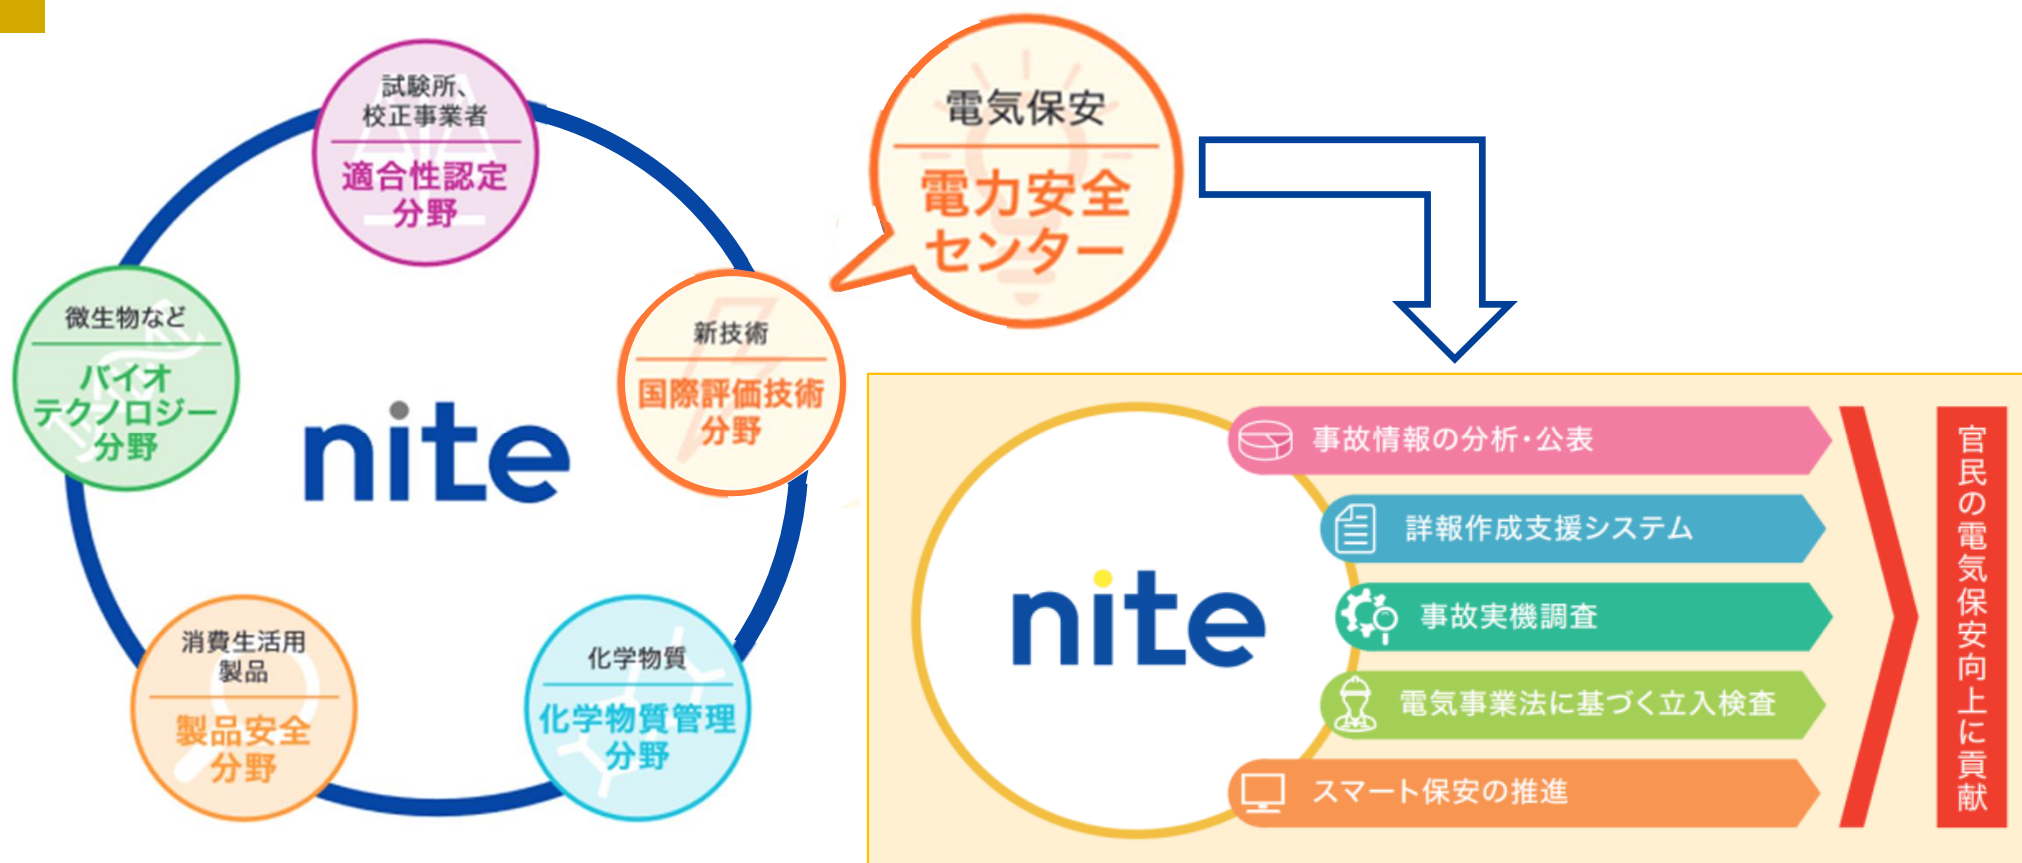 試験所、
校正事業者
適合性認定
分野
微生物など
バイオ
テクノロジー
分野
新技術
国際評価技術
分野
nite
消費生活用
製品
製品安全
分野
化学物質
化学物質管理
分野
電気保安
電力安全
センター
nite
事故情報の分析・公表
詳報作成支援システム
事故実機調査
電気事業法に基づく立入検査
スマート保安の推進
官民の電気保安向上に貢献